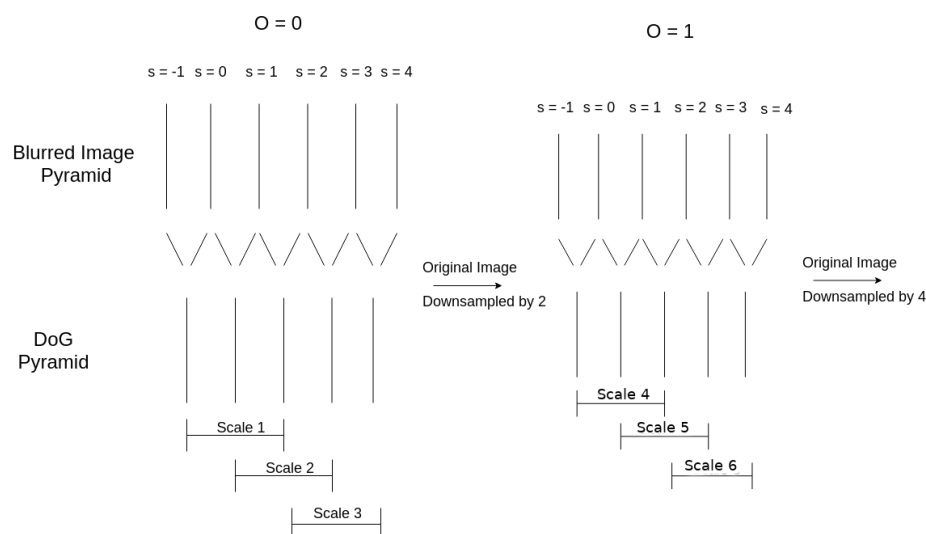 O = 0
O = 1
s = -1 s = 0 s = 1 s = 2 s = 3 s = 4
s = -1 s = 0 s = 1 s = 2 s = 3 s = 4
Blurred Image
Pyramid
Original Image
Downsampled by 2
Original Image
Downsampled by 4
DoG
Pyramid
Scale 1
Scale 2
Scale 3
Scale 4
Scale 5
Scale 6